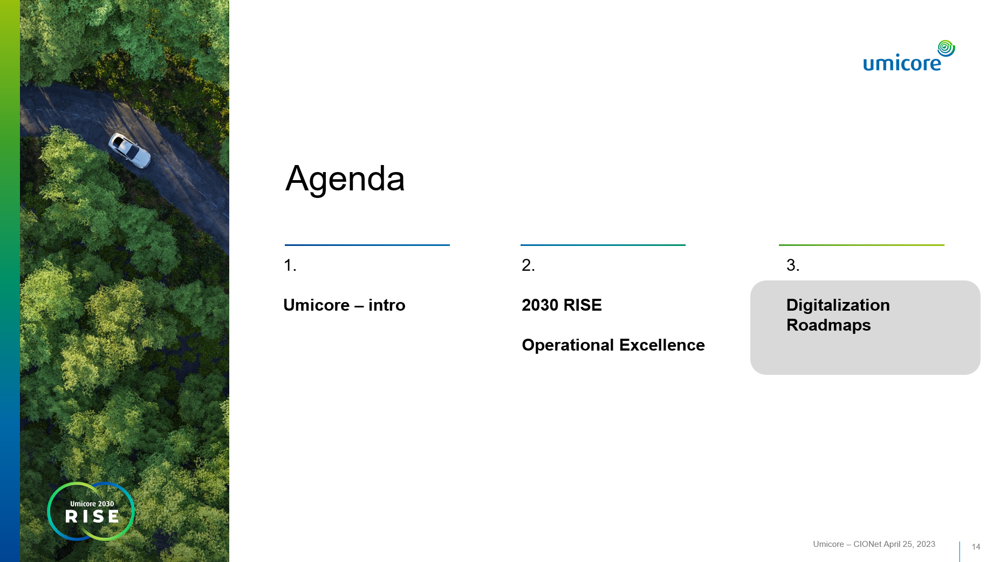 umicore
Agenda
1.
Umicore – intro
2.
2030 RISE
Operational Excellence
3.
Digitalization
Roadmaps
Umicore 2030
RISE
Umicore – CIONet April 25, 2023
14